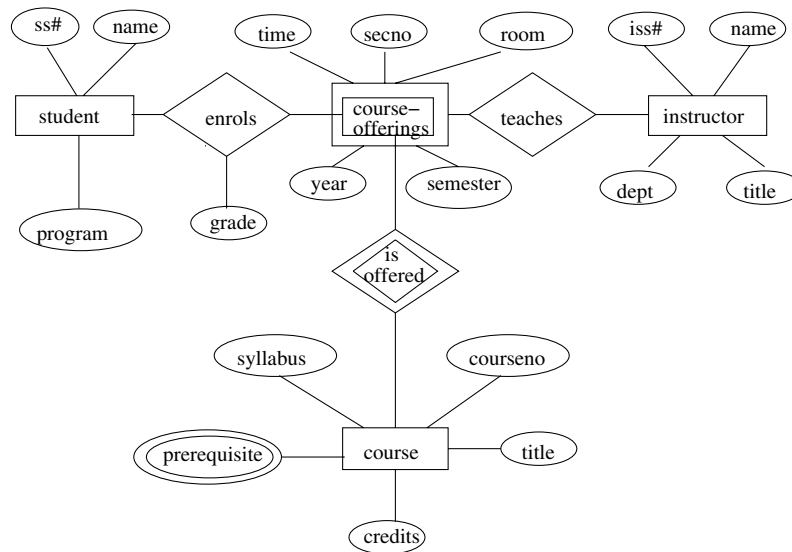 ss#
name
time
secno
room
iss#
name
student
enrols
course-
offerings
teaches
instructor
year
semester
dept
title
program
grade
is
offered
syllabus
courseno
prerequisite
course
title
credits